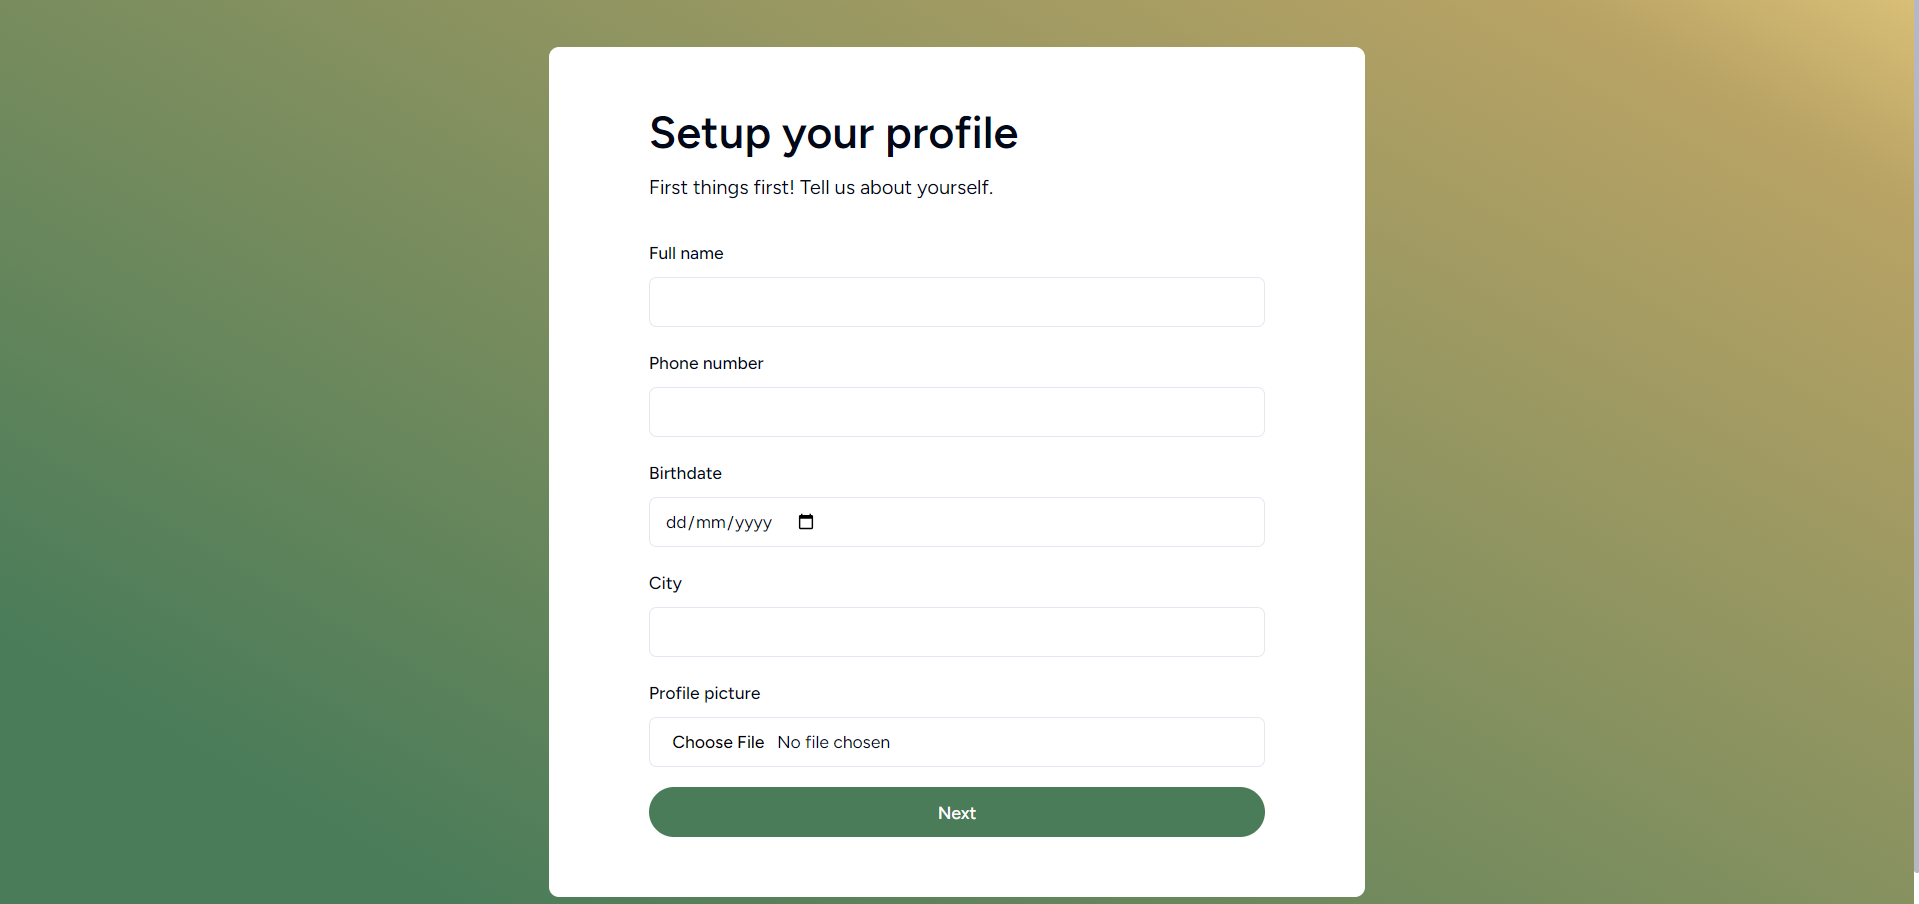 Setup your profile
First things first! Tell us about yourself.
Full name
Phone number
Birthdate
dd/mm/yyyy
City
Profile picture
Choose File No file chosen
Next